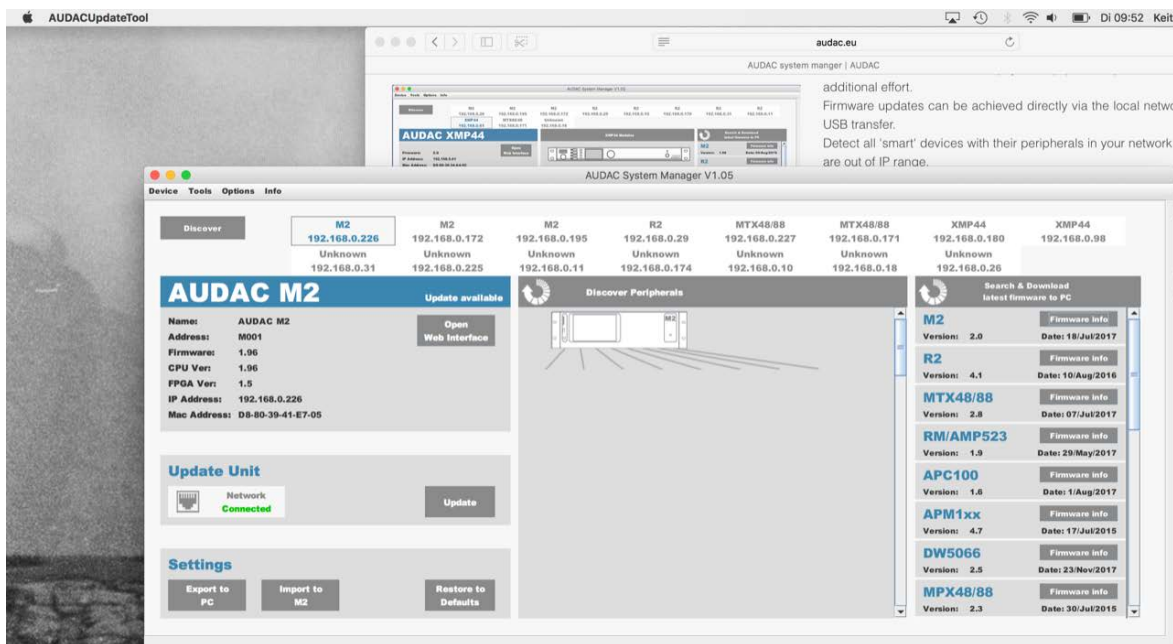 AUDACUpdateTool
Di 09:52 Keit
audac.eu
AUDAC system manger | AUDAC
additional effort.
Firmware updates can be achieved directly via the local netwo
USB transfer.
Detect all 'smart' devices with their peripherals in your network
are out of IP range.
AUDAC XMP44
AUDAC System Manager V1.05
Device Tools Options Info
Discover
M2 M2 M2 R2 MTX48/88 MTX48/88 XMP44 XMP44
192.168.0.226 192.168.0.172 192.168.0.195 192.168.0.29 192.168.0.227 192.168.0.171 192.168.0.180 192.168.0.98
Unknown Unknown Unknown Unknown Unknown Unknown Unknown
192.168.0.31 192.168.0.225 192.168.0.11 192.168.0.174 192.168.0.10 192.168.0.18 192.168.0.26
AUDAC M2
Update available
Name: AUDAC M2
Address: M001
Firmware: 1.96
CPU Ver: 1.96
FPGA Ver: 1.5
IP Address: 192.168.0.226
Mac Address: D8-80-39-41-E7-05
Open
Web Interface
Update Unit
Network
Connected
Update
Settings
Export to
PC
Import to
M2
Restore to
Defaults
Discover Peripherals
M2
Search & Download
latest firmware to PC
M2 Firmware info
Version: 2.0 Date: 18/Jul/2017
R2 Firmware info
Version: 4.1 Date: 10/Aug/2016
MTX48/88 Firmware info
Version: 2.8 Date: 07/Jul/2017
RM/AMP523 Firmware info
Version: 1.9 Date: 29/May/2017
APC100 Firmware info
Version: 1.6 Date: 1/Aug/2017
APM1xx Firmware info
Version: 4.7 Date: 17/Jul/2015
DW5066 Firmware info
Version: 2.5 Date: 23/Nov/2017
MPX48/88 Firmware info
Version: 2.3 Date: 30/Jul/2015